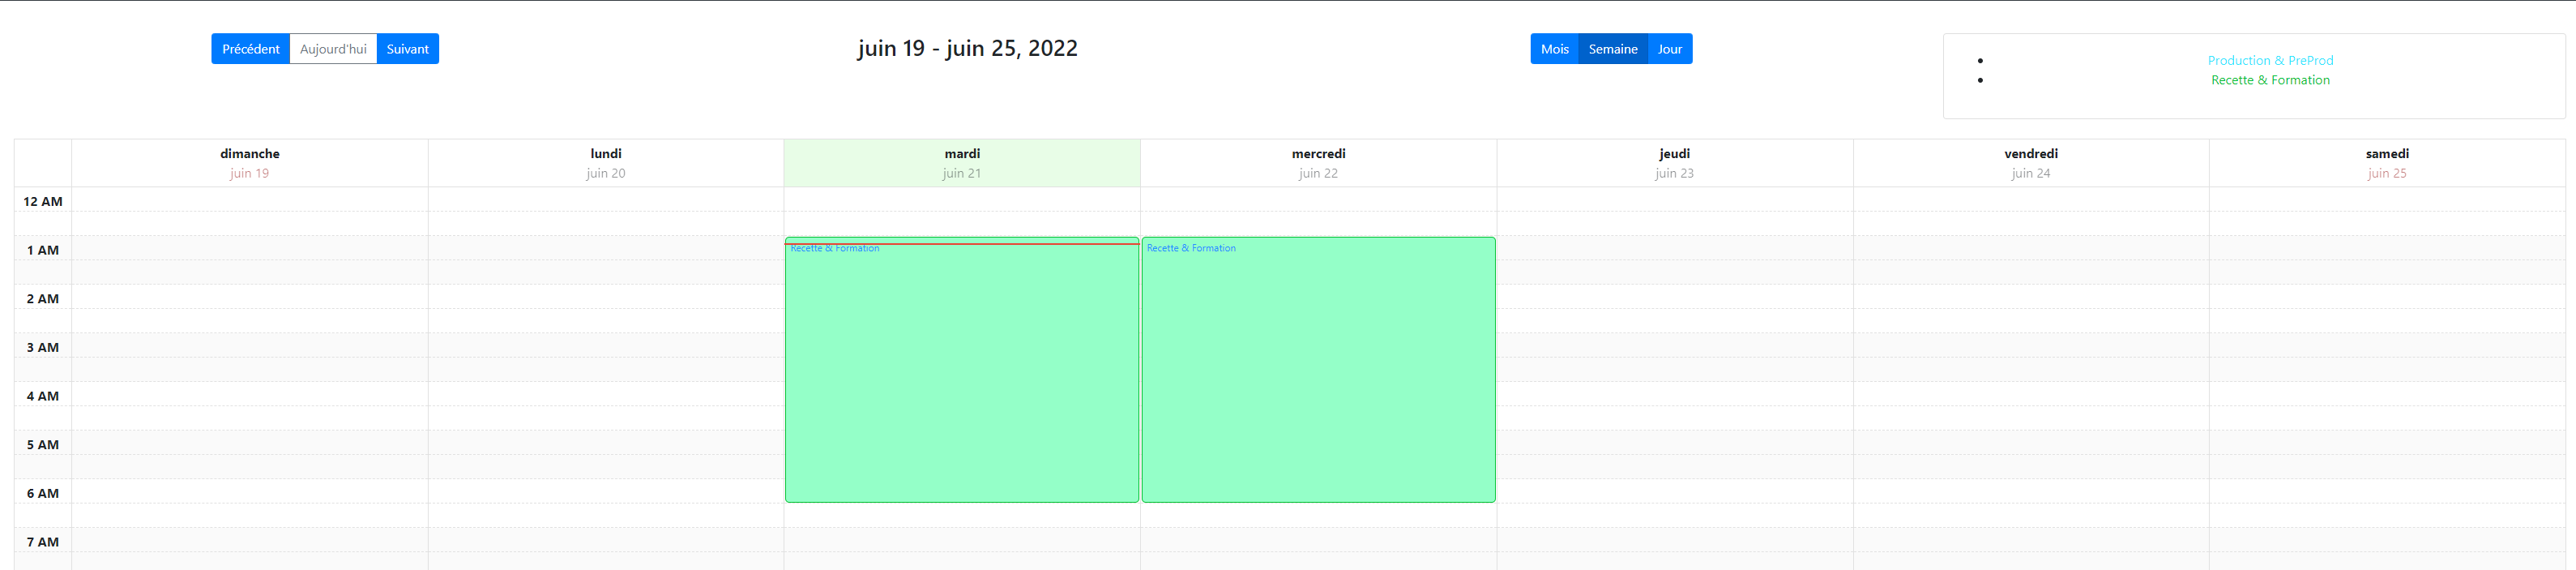 Précédent Aujourd'hui Suivant
juin 19 - juin 25, 2022
Mois Semaine Jour
Production & PreProd
Recette & Formation
dimanche lundi mardi mercredi jeudi vendredi samedi
juin 19 juin 20 juin 21 juin 22 juin 23 juin 24 juin 25
12 AM
1 AM
Recette & Formation Recette & Formation
2 AM
3 AM
4 AM
5 AM
6 AM
7 AM